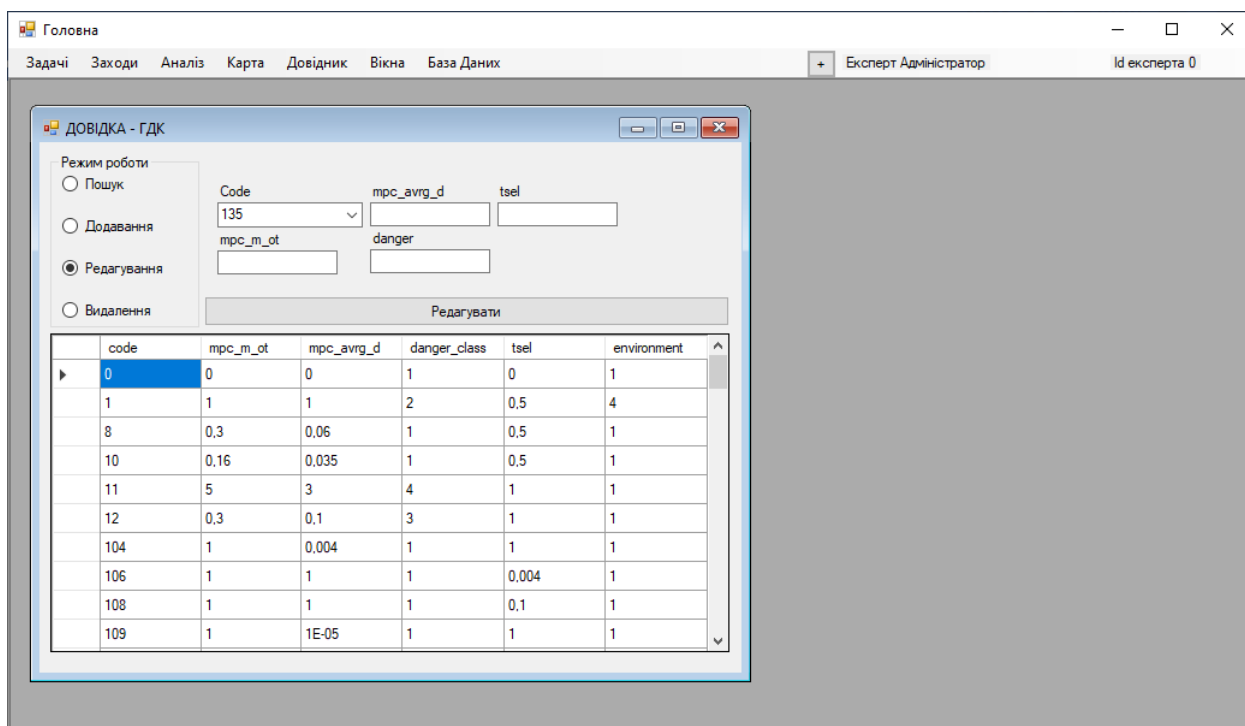 Головна
Задачі Заходи Аналіз Карта Довідник Вікна База Даних + Експерт Адміністратор Id експерта 0
ДОВІДКА - ГДК
Режим роботи
Пошук
Додавання
Редагування
Видалення
Code mpc_avrg_d tsel
135
mpc_m_ot danger
Редагувати
code mpc_m_ot mpc_avrg_d danger_class tsel environment
0 0 0 1 0 1
1 1 1 2 0,5 4
8 0,3 0,06 1 0,5 1
10 0,16 0,035 1 0,5 1
11 5 3 4 1 1
12 0,3 0,1 3 1 1
104 1 0,004 1 1 1
106 1 1 1 0,004 1
108 1 1 1 0,1 1
109 1 1E-05 1 1 1